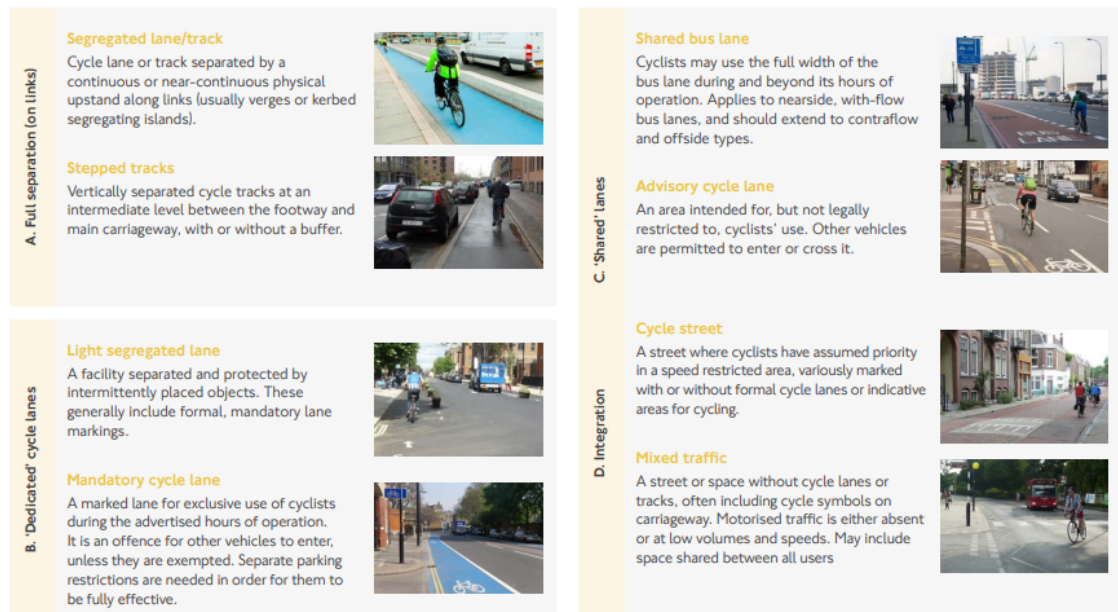 A. Full separation (on links)
Segregated lane/track
Cycle lane or track separated by a
continuous or near-continuous physical
upstand along links (usually verges or kerbed
segregating islands).
Stepped tracks
Vertically separated cycle tracks at an
intermediate level between the footway and
main carriageway, with or without a buffer.
B. 'Dedicated' cycle lanes
Light segregated lane
A facility separated and protected by
intermittently placed objects. These
generally include formal, mandatory lane
markings.
Mandatory cycle lane
A marked lane for exclusive use of cyclists
during the advertised hours of operation.
It is an offence for other vehicles to enter,
unless they are exempted. Separate parking
restrictions are needed in order for them to
be fully effective.
C. 'Shared' lanes
Shared bus lane
Cyclists may use the full width of the
bus lane during and beyond its hours of
operation. Applies to nearside, with-flow
bus lanes, and should extend to contraflow
and offside types.
BUS
LANE
Advisory cycle lane
An area intended for, but not legally
restricted to, cyclists' use. Other vehicles
are permitted to enter or cross it.
D. Integration
Cycle street
A street where cyclists have assumed priority
in a speed restricted area, variously marked
with or without formal cycle lanes or indicative
areas for cycling.
Mixed traffic
A street or space without cycle lanes or
tracks, often including cycle symbols on
carriageway. Motorised traffic is either absent
or at low volumes and speeds. May include
space shared between all users